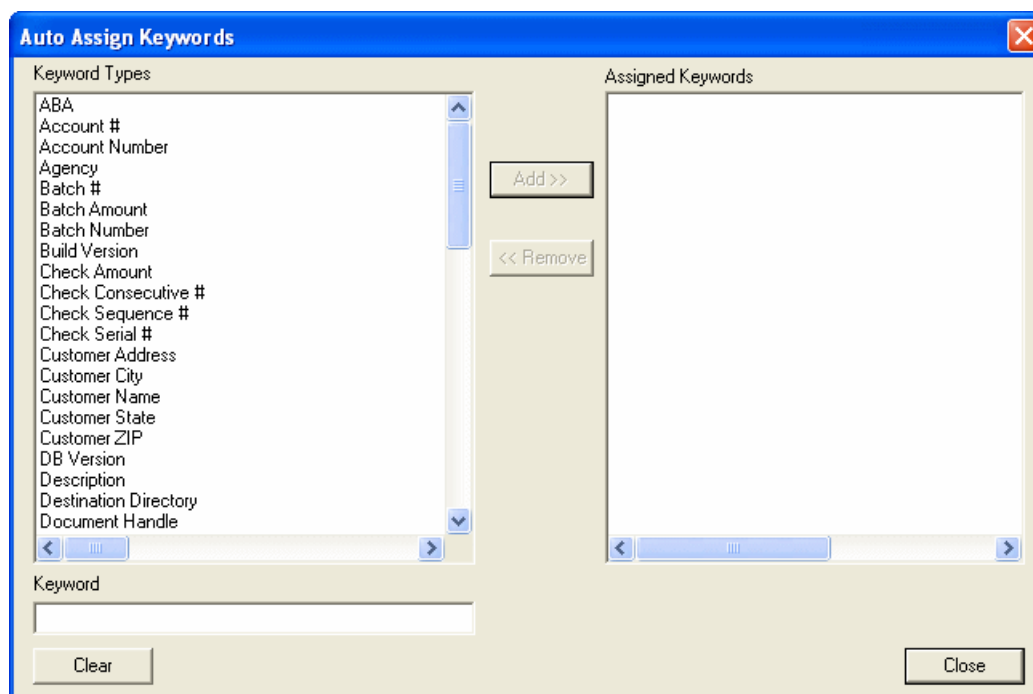 Auto Assign Keywords
Keyword Types
Assigned Keywords
ABA
Account #
Account Number
Agency
Batch #
Batch Amount
Batch Number
Build Version
Check Amount
Check Consecutive #
Check Sequence #
Check Serial #
Customer Address
Customer City
Customer Name
Customer State
Customer ZIP
DB Version
Description
Destination Directory
Document Handle
Add >>
<< Remove
Keyword
Clear
Close